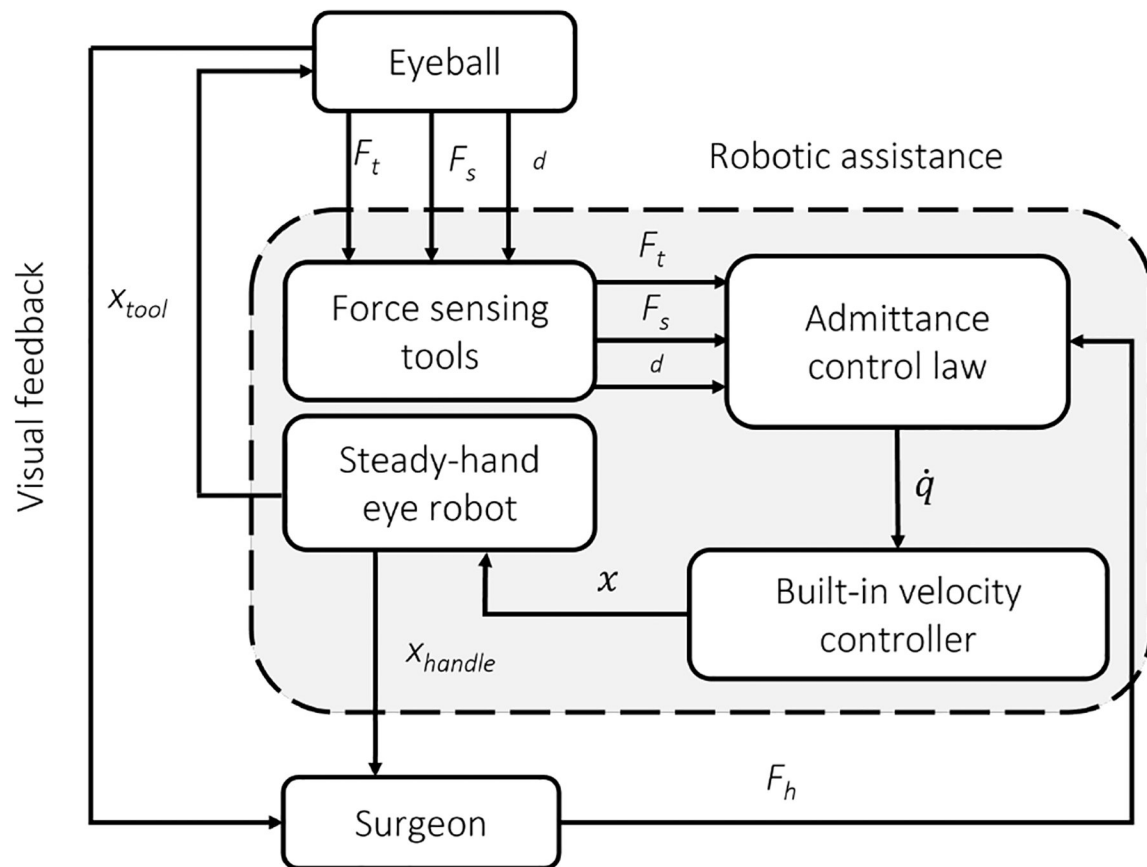 Eyeball
F_t
F_s
d
Robotic assistance
Visual feedback
x_tool
Force sensing
tools
F_t
F_s
d
Admittance
control law
Steady-hand
eye robot
q̇
x
Built-in velocity
controller
x_handle
F_h
Surgeon